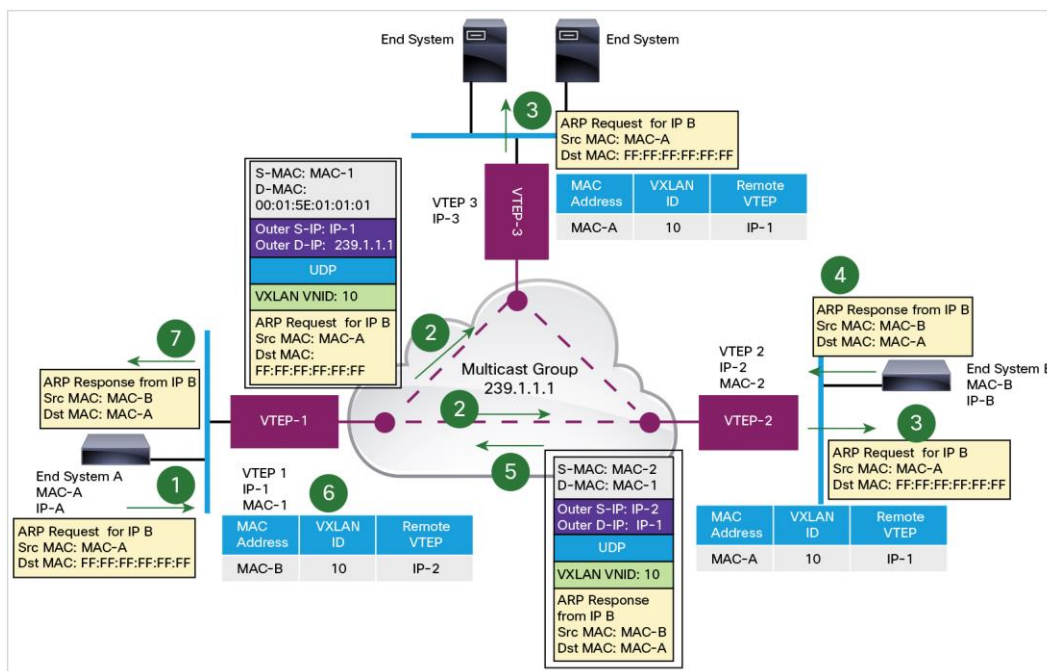 End System
End System
3
ARP Request for IP B
Src MAC: MAC-A
Dst MAC: FF:FF:FF:FF:FF:FF
VTEP 3
IP-3
VTEP-3
MAC Address
VXLAN ID
Remote VTEP
MAC-A
10
IP-1
S-MAC: MAC-1
D-MAC:
00:01:5E:01:01:01
Outer S-IP: IP-1
Outer D-IP: 239.1.1.1
UDP
VXLAN VNID: 10
ARP Request for IP B
Src MAC: MAC-A
Dst MAC:
FF:FF:FF:FF:FF:FF
2
Multicast Group
239.1.1.1
2
4
ARP Response from IP B
Src MAC: MAC-B
Dst MAC: MAC-A
End System B
MAC-B
IP-B
VTEP 2
IP-2
MAC-2
VTEP-2
3
ARP Request for IP B
Src MAC: MAC-A
Dst MAC: FF:FF:FF:FF:FF:FF
MAC Address
VXLAN ID
Remote VTEP
MAC-A
10
IP-1
5
S-MAC: MAC-2
D-MAC: MAC-1
Outer S-IP: IP-2
Outer D-IP: IP-1
UDP
VXLAN VNID: 10
ARP Response
from IP B
Src MAC: MAC-B
Dst MAC: MAC-A
7
ARP Response from IP B
Src MAC: MAC-B
Dst MAC: MAC-A
VTEP-1
VTEP 1
IP-1
MAC-1
6
MAC Address
VXLAN ID
Remote VTEP
MAC-B
10
IP-2
End System A
MAC-A
IP-A
1
ARP Request for IP B
Src MAC: MAC-A
Dst MAC: FF:FF:FF:FF:FF:FF